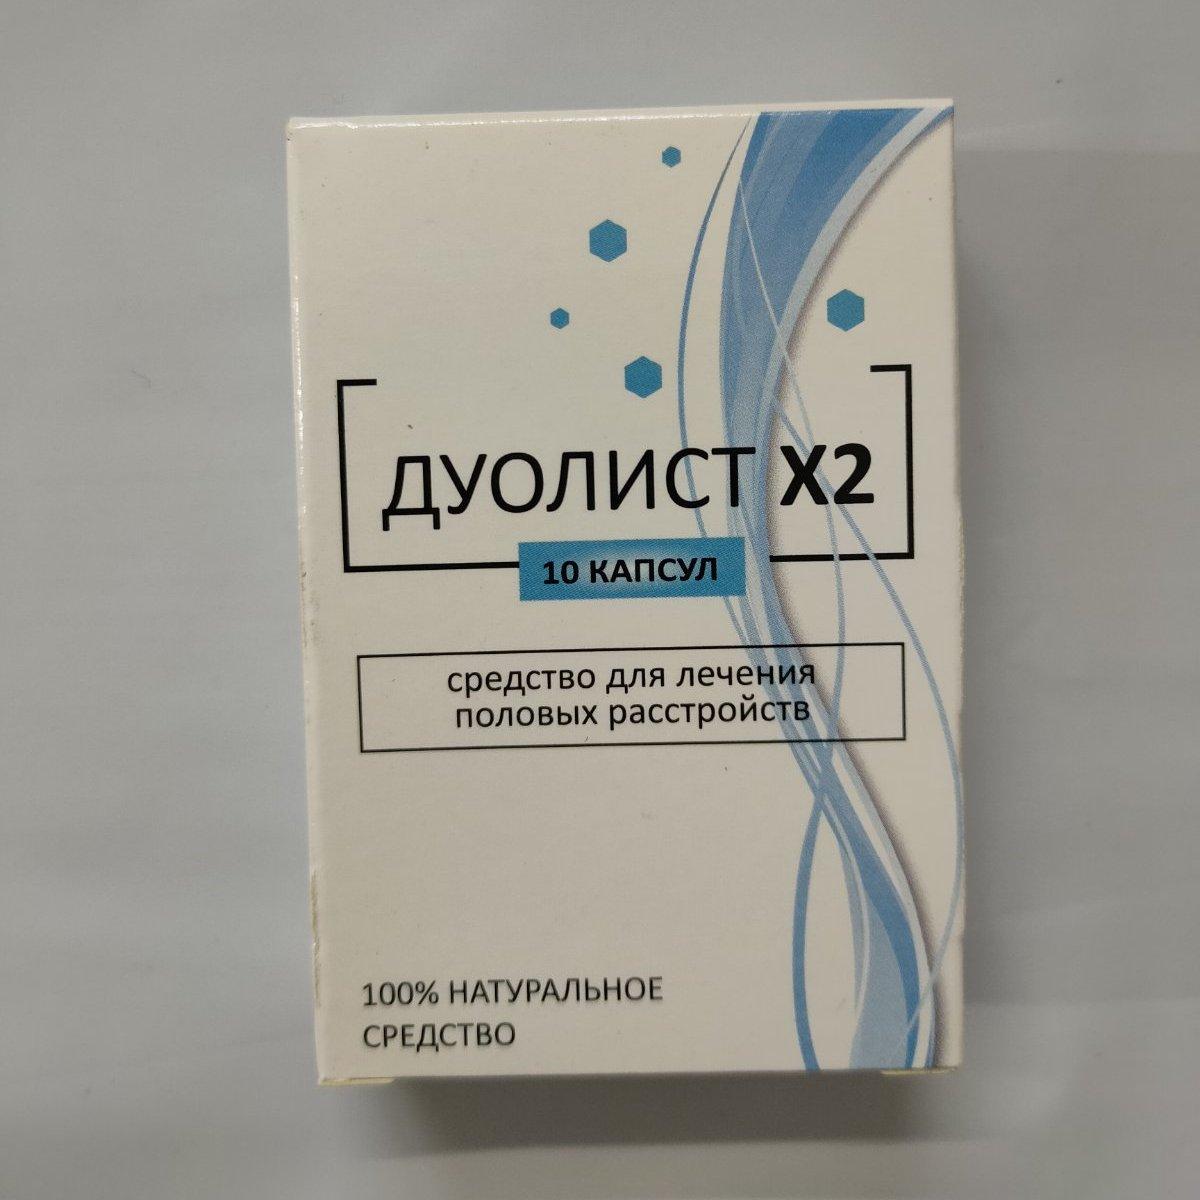 ДУОЛИСТ X2
10 КАПСУЛ
средство для лечения
половых расстройств
100% НАТУРАЛЬНОЕ
СРЕДСТВО